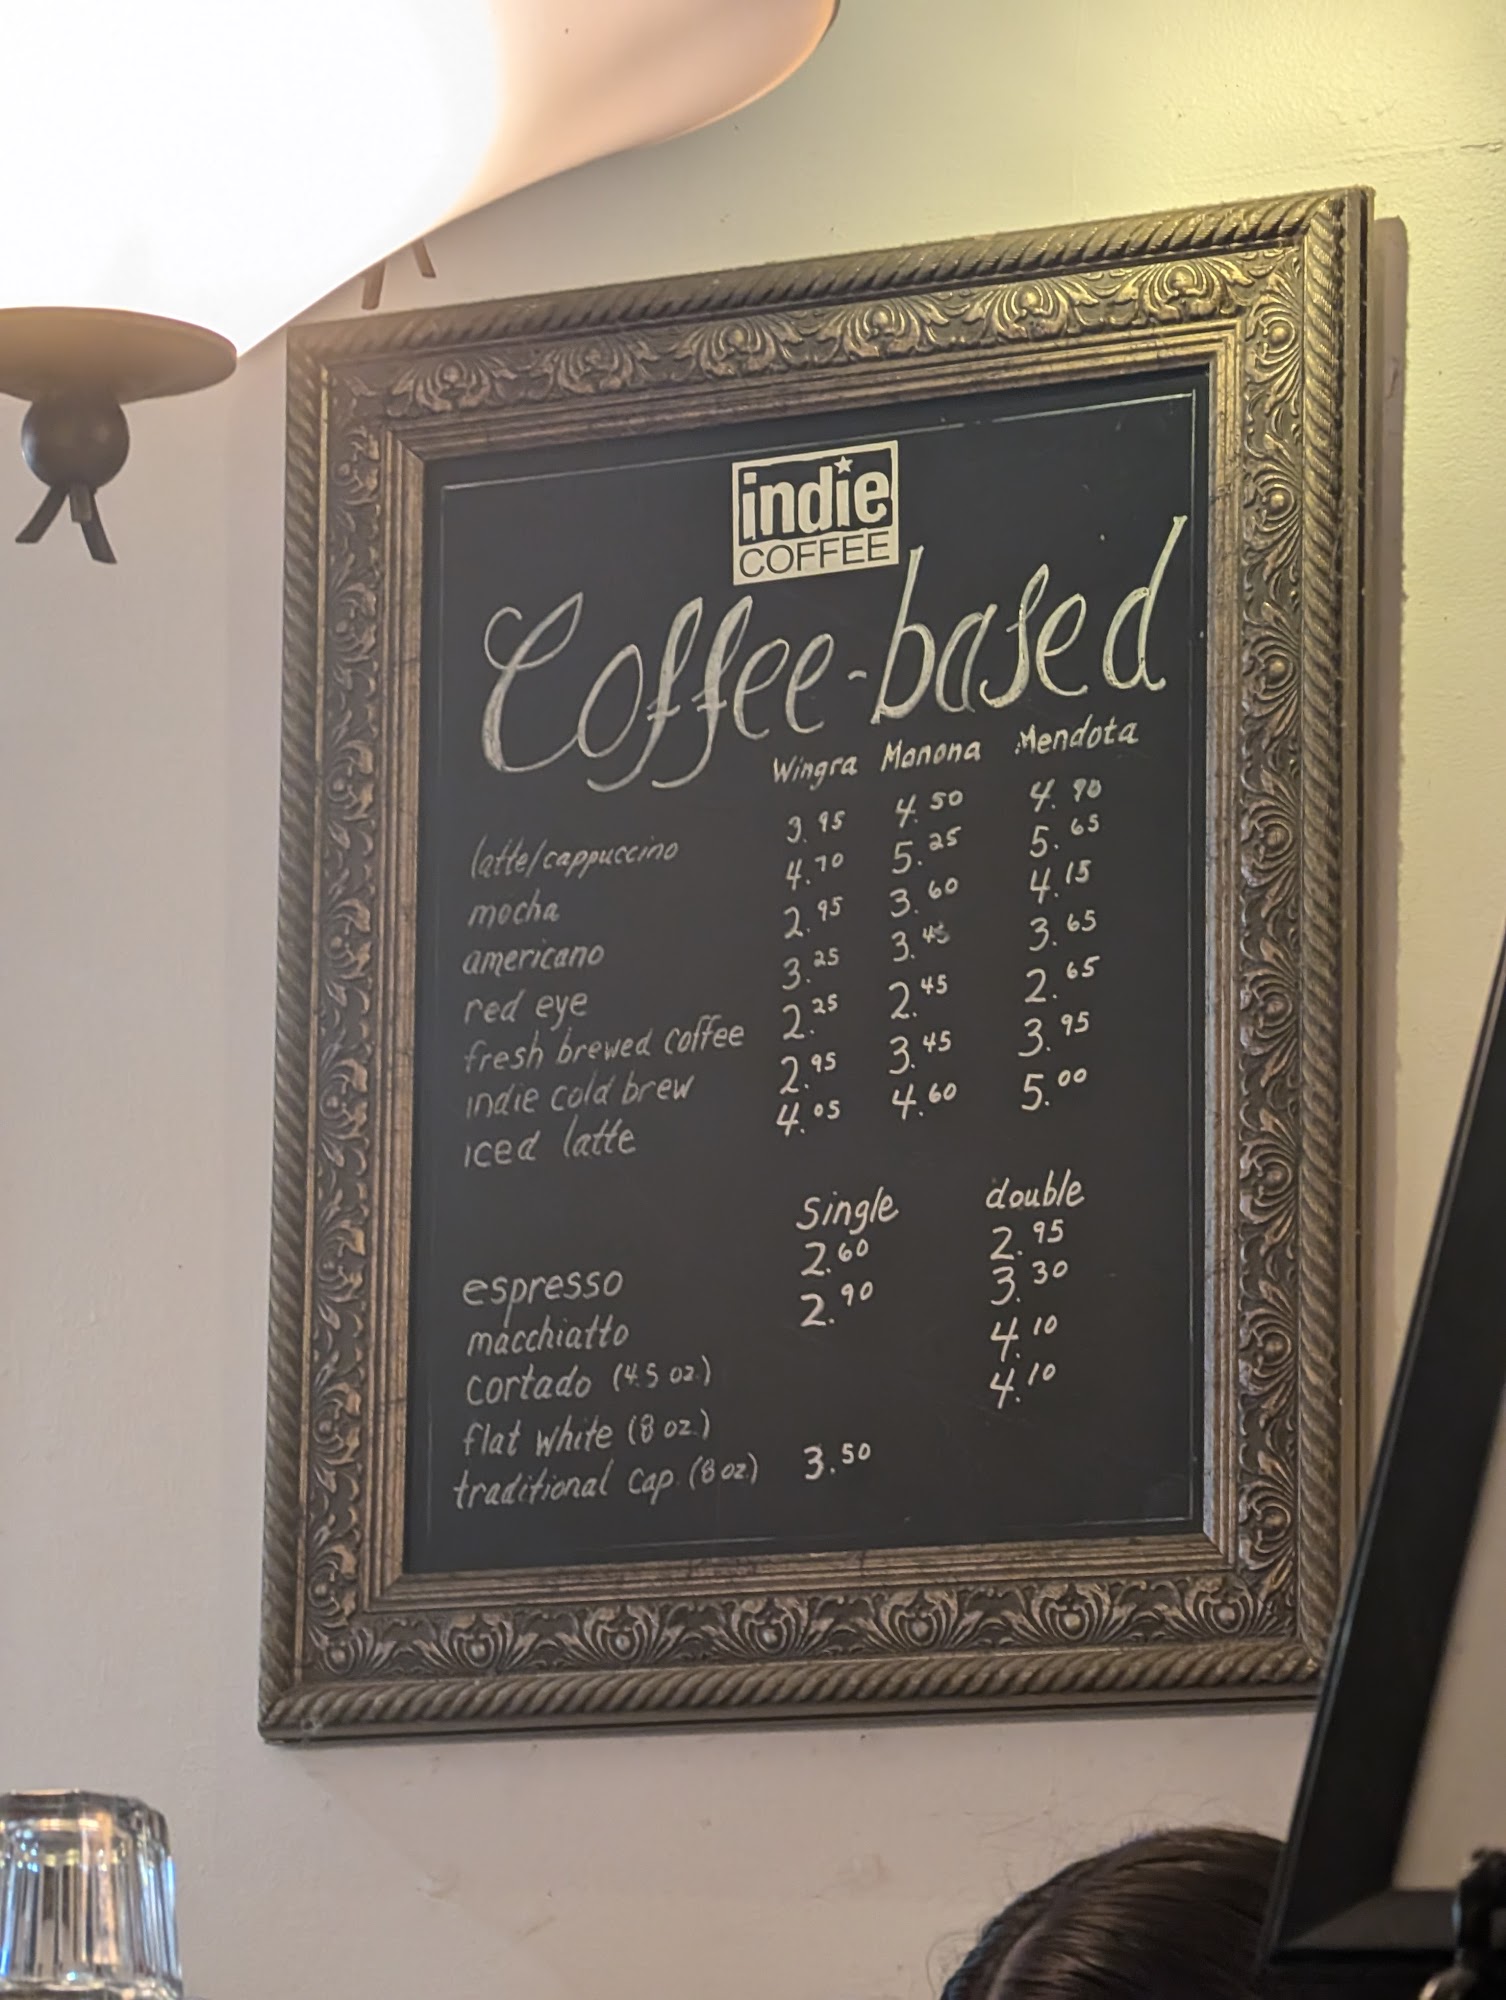 indie
COFFEE
Coffee-based
Wingra Monona Mendota
latte/cappuccino 3.95 4.50 4.90
mocha 4.70 5.25 5.65
americano 2.95 3.60 4.15
red eye 3.25 3.45 3.65
fresh brewed coffee 2.25 2.45 2.65
indie cold brew 2.95 3.45 3.95
iced latte 4.05 4.60 5.00
Single double
espresso 2.60 2.95
macchiatto 2.90 3.30
cortado (4.5 oz.) 4.10
flat white (8 oz.) 4.10
traditional cap (8 oz) 3.50